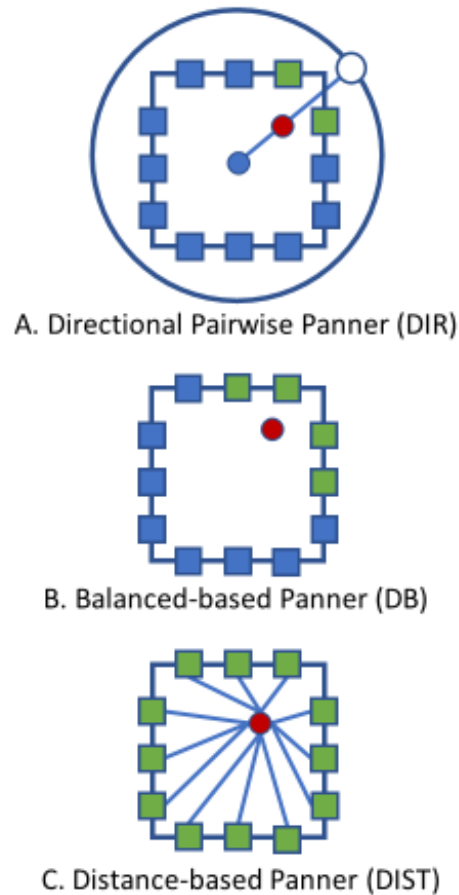 A. Directional Pairwise Panner (DIR)
B. Balanced-based Panner (DB)
C. Distance-based Panner (DIST)